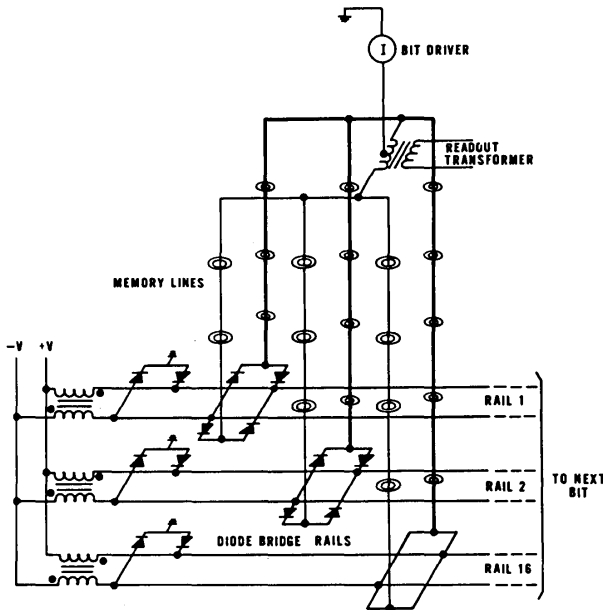 I BIT DRIVER
READOUT
TRANSFORMER
MEMORY LINES
-V +V
RAIL 1
RAIL 2
TO NEXT
BIT
DIODE BRIDGE RAILS
RAIL 16